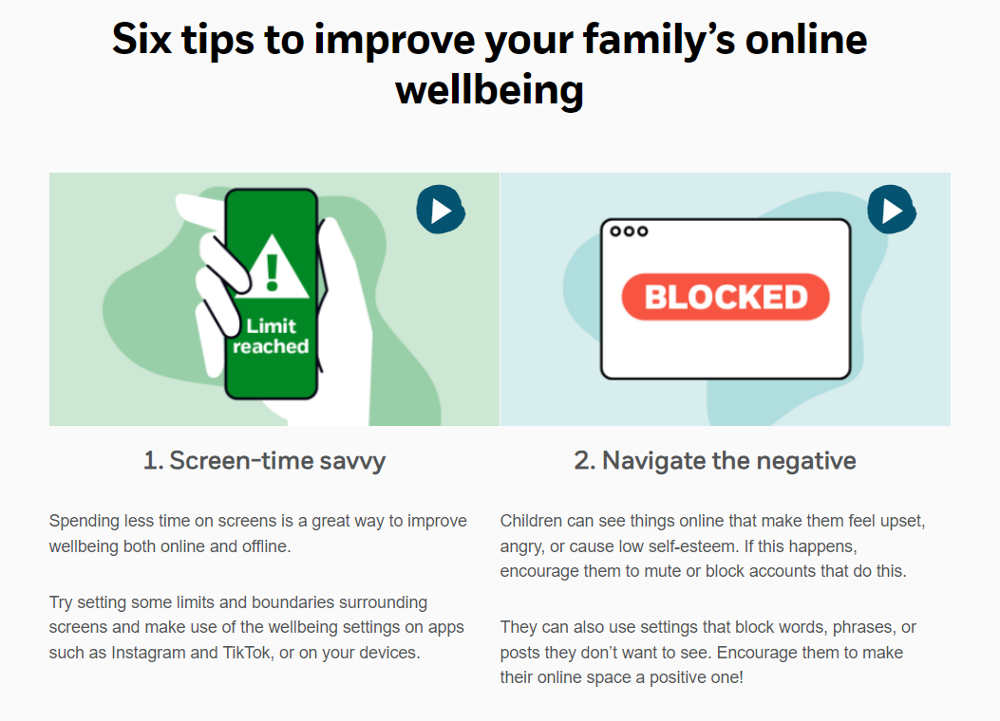 Six tips to improve your family’s online
wellbeing
Limit
reached
BLOCKED
1. Screen-time savvy
Spending less time on screens is a great way to improve
wellbeing both online and offline.
Try setting some limits and boundaries surrounding
screens and make use of the wellbeing settings on apps
such as Instagram and TikTok, or on your devices.
2. Navigate the negative
Children can see things online that make them feel upset,
angry, or cause low self-esteem. If this happens,
encourage them to mute or block accounts that do this.
They can also use settings that block words, phrases, or
posts they don’t want to see. Encourage them to make
their online space a positive one!